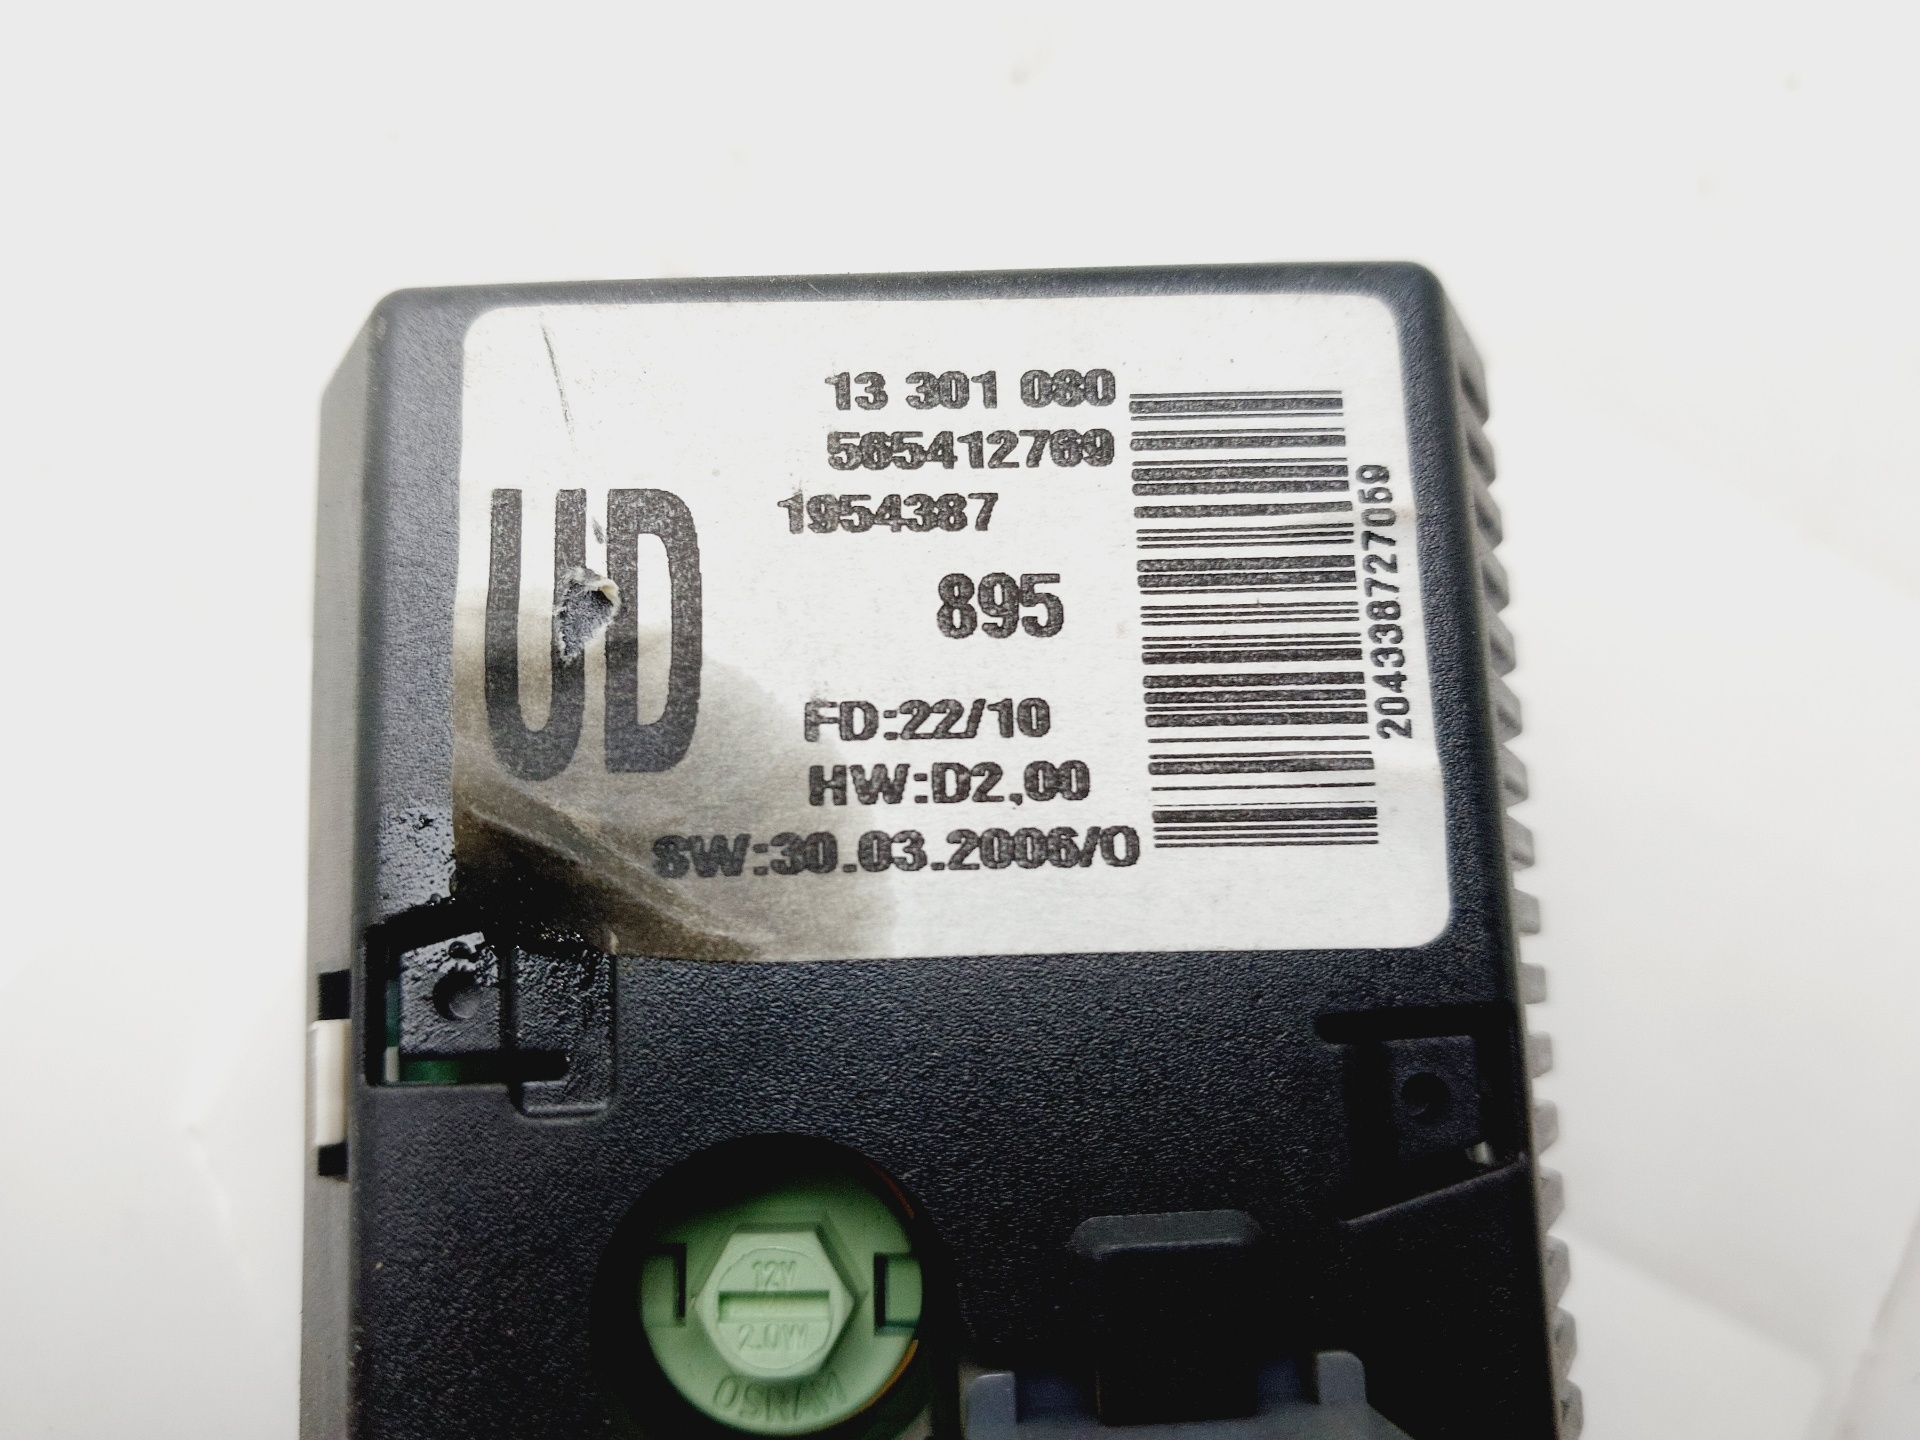 13 301 080
565412769
1954387
UD
895
FD:22/10
HW:D2,00
SW:30.03.2006/0
204338727059
12V
2.0W
OSRAM